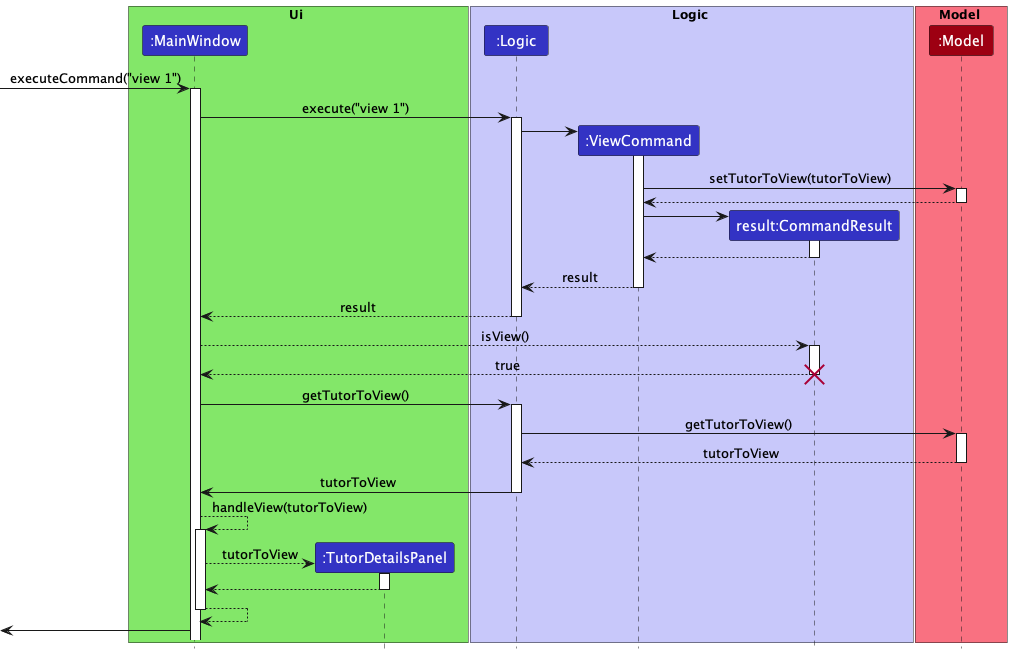 Ui
Logic
Model
:MainWindow
:Logic
:Model
executeCommand("view 1")
execute("view 1")
:ViewCommand
setTutorToView(tutorToView)
result:CommandResult
result
result
isView()
true
getTutorToView()
getTutorToView()
tutorToView
tutorToView
handleView(tutorToView)
tutorToView
:TutorDetailsPanel